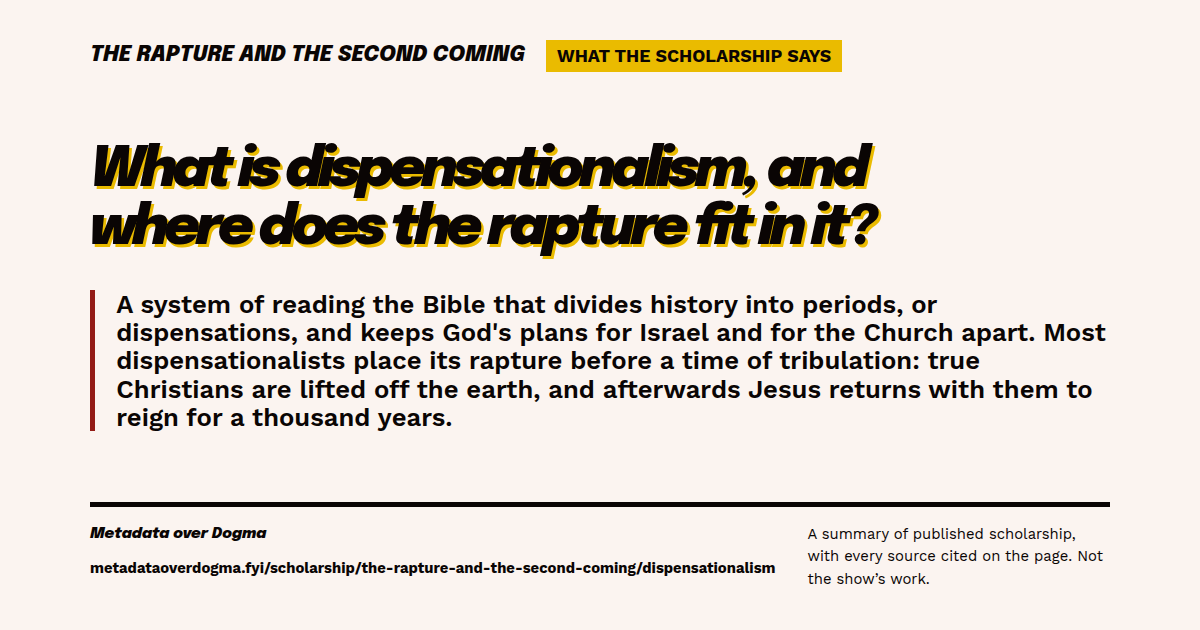 THE RAPTURE AND THE SECOND COMING
WHAT THE SCHOLARSHIP SAYS
What is dispensationalism, and
where does the rapture fit in it?
A system of reading the Bible that divides history into periods, or
dispensations, and keeps God's plans for Israel and for the Church apart. Most
dispensationalists place its rapture before a time of tribulation: true
Christians are lifted off the earth, and afterwards Jesus returns with them to
reign for a thousand years.
Metadata over Dogma
metadataoverdogma.fyi/scholarship/the-rapture-and-the-second-coming/dispensationalism
A summary of published scholarship,
with every source cited on the page. Not
the show’s work.